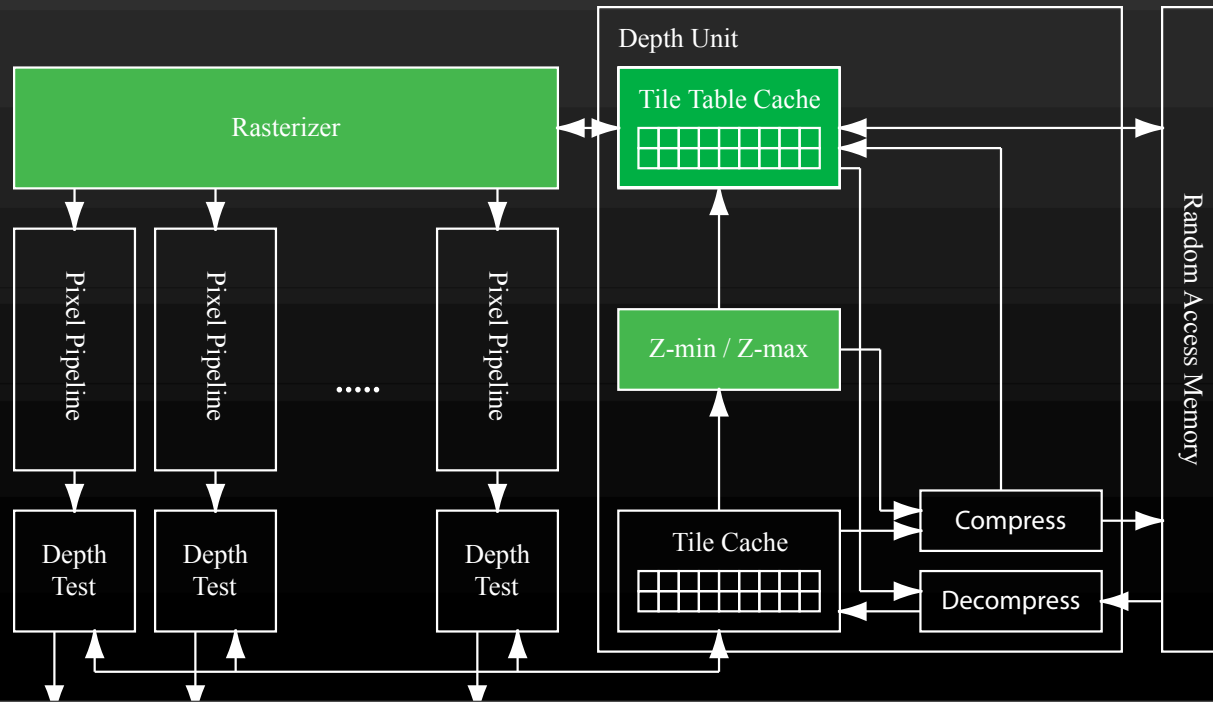 Depth Unit
Rasterizer
Tile Table Cache
Pixel Pipeline
Pixel Pipeline
.....
Pixel Pipeline
Z-min / Z-max
Random Access Memory
Depth
Test
Depth
Test
Depth
Test
Tile Cache
Compress
Decompress